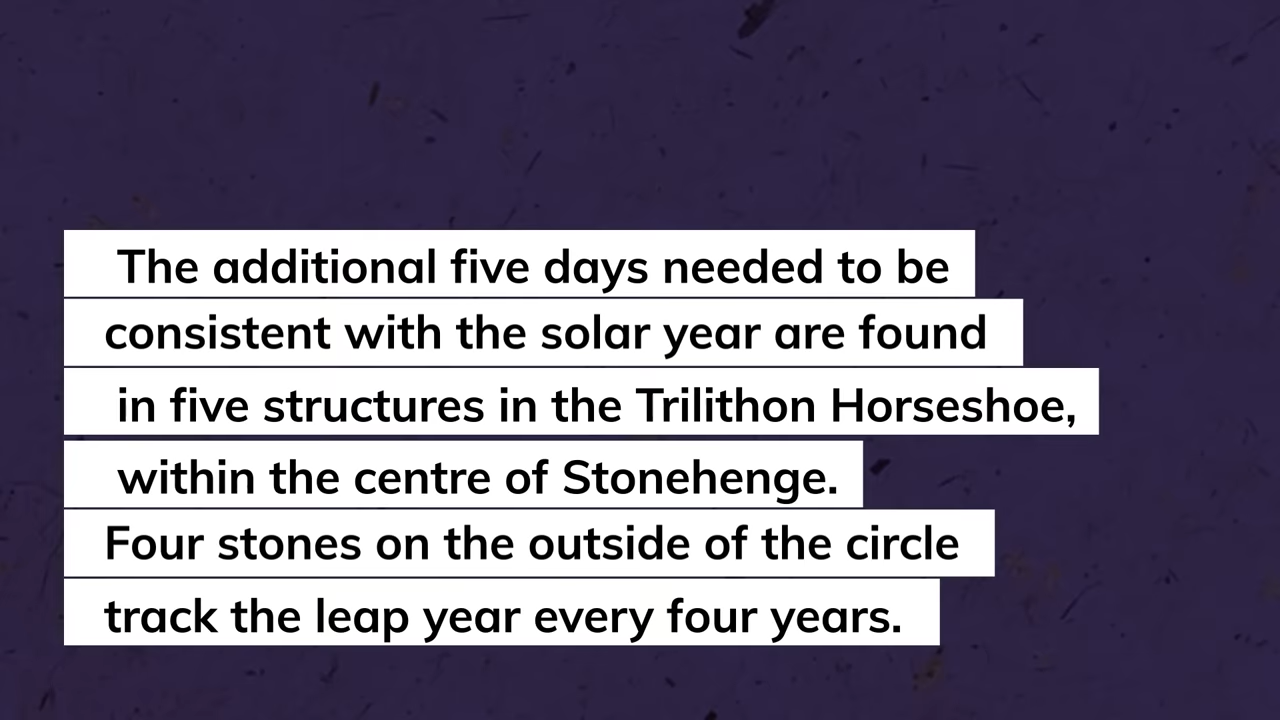 The additional five days needed to be
consistent with the solar year are found
in five structures in the Trilithon Horseshoe,
within the centre of Stonehenge.
Four stones on the outside of the circle
track the leap year every four years.